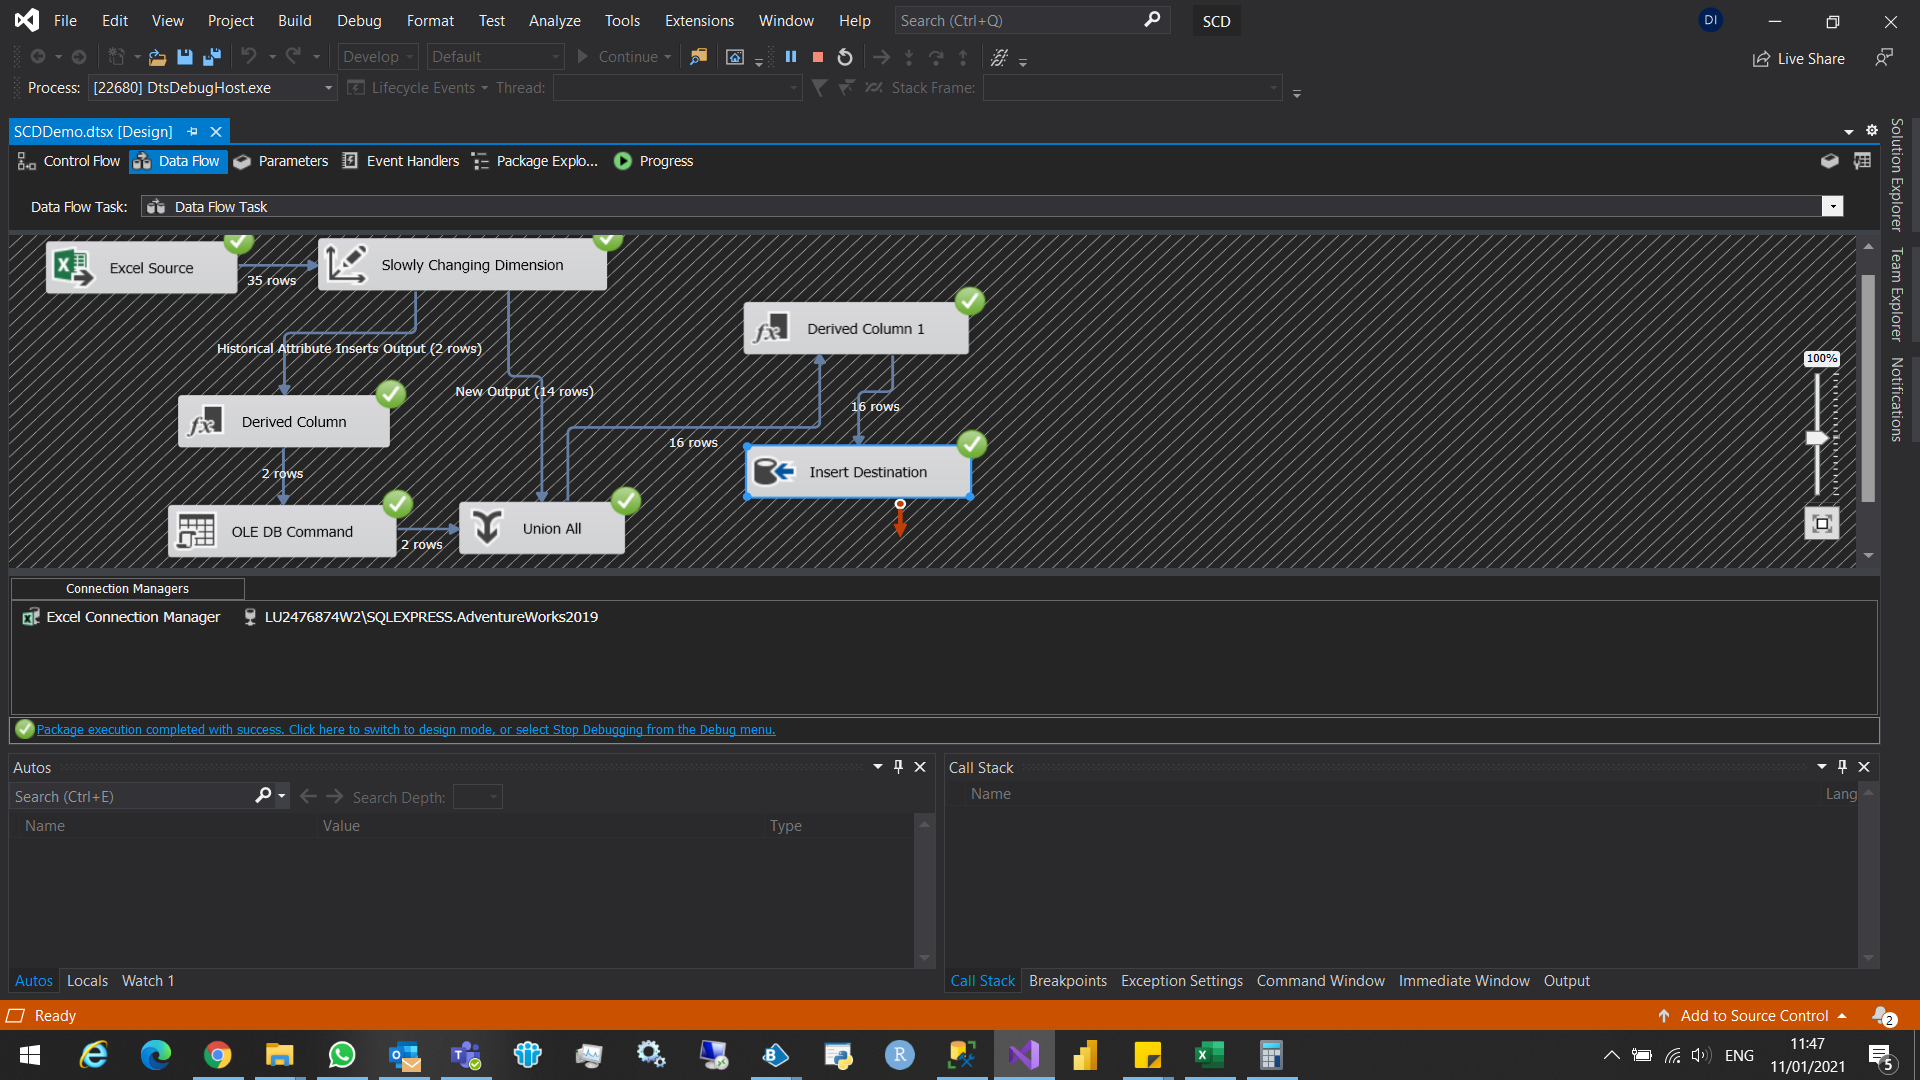 File Edit View Project Build Debug Format Test Analyze Tools Extensions Window Help Search (Ctrl+Q) SCD DI
Develop Default Continue Live Share
Process: [22680] DtsDebugHost.exe Lifecycle Events Thread: Stack Frame:
SCDDemo.dtsx [Design]
Control Flow Data Flow Parameters Event Handlers Package Explo... Progress
Data Flow Task: Data Flow Task
Excel Source
35 rows
Slowly Changing Dimension
Derived Column 1
Historical Attribute Inserts Output (2 rows)
100%
New Output (14 rows)
16 rows
Derived Column
16 rows
2 rows
Insert Destination
OLE DB Command
2 rows
Union All
Connection Managers
Excel Connection Manager LU2476874W2\SQLEXPRESS.AdventureWorks2019
Package execution completed with success. Click here to switch to design mode, or select Stop Debugging from the Debug menu.
Autos
Search (Ctrl+E) Search Depth:
Name Value Type
Autos Locals Watch 1
Call Stack
Name Lang
Call Stack Breakpoints Exception Settings Command Window Immediate Window Output
Solution Explorer
Team Explorer
Notifications
Ready Add to Source Control 2
ENG 11:47
11/01/2021 5